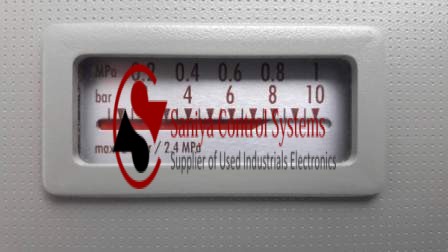 MPa 0.2 0.4 0.6 0.8 1
bar 4 6 8 10
Saniya Control Systems
max / 2,4 MPa
Supplier of Used Industrials Electronics